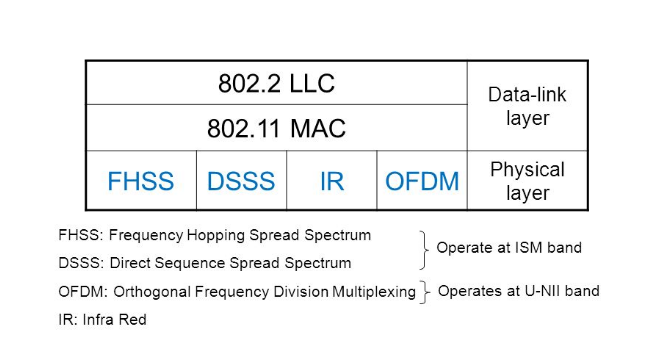 802.2 LLC
Data-link
layer
802.11 MAC
FHSS DSSS IR OFDM
Physical
layer
FHSS: Frequency Hopping Spread Spectrum
Operate at ISM band
DSSS: Direct Sequence Spread Spectrum
OFDM: Orthogonal Frequency Division Multiplexing
Operates at U-NII band
IR: Infra Red